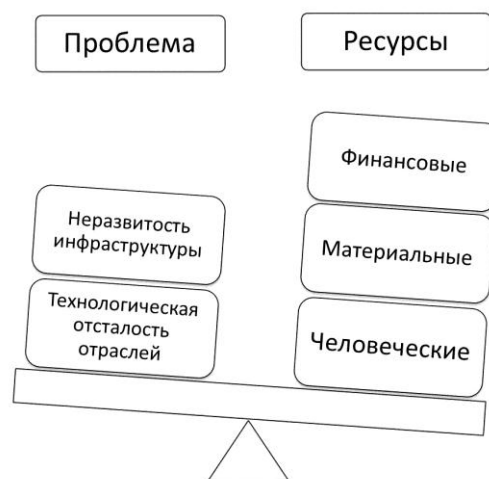 Проблема
Ресурсы
Финансовые
Неразвитость
инфраструктуры
Материальные
Технологическая
отсталость
отраслей
Человеческие